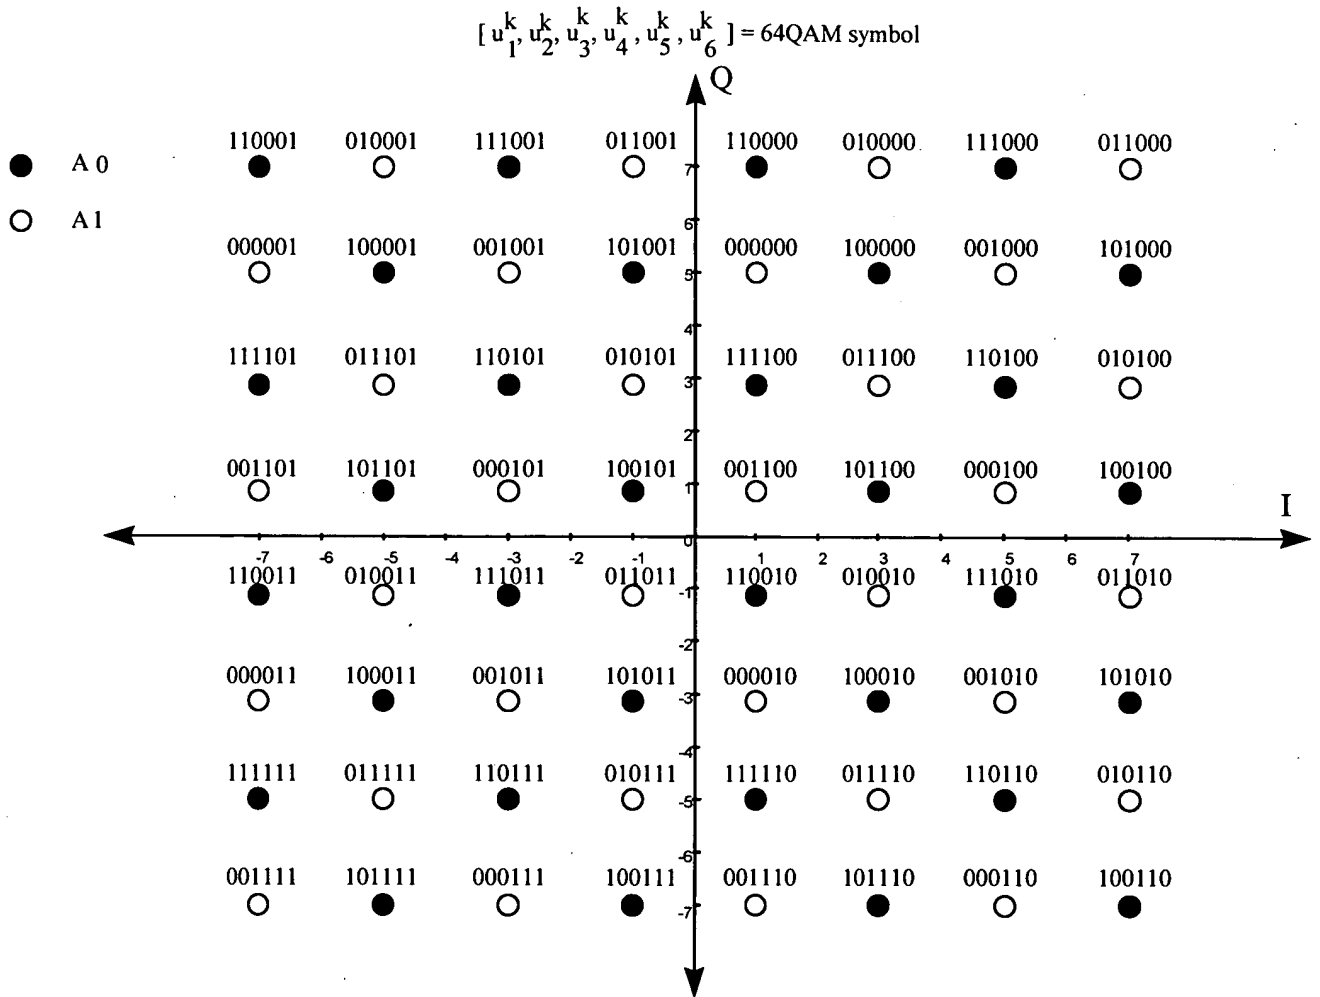 [ u₁ᵏ, u₂ᵏ, u₃ᵏ, u₄ᵏ, u₅ᵏ, u₆ᵏ ] = 64QAM symbol
Q
110001 010001 111001 011001 110000 010000 111000 011000
A 0
7
A 1
6
000001 100001 001001 101001 000000 100000 001000 101000
5
4
111101 011101 110101 010101 111100 011100 110100 010100
3
2
001101 101101 000101 100101 001100 101100 000100 100100
1
I
0
-7 -6 -5 -4 -3 -2 -1 1 2 3 4 5 6 7
110011 010011 111011 011011 110010 010010 111010 011010
-1
-2
000011 100011 001011 101011 000010 100010 001010 101010
-3
-4
111111 011111 110111 010111 111110 011110 110110 010110
-5
-6
001111 101111 000111 100111 001110 101110 000110 100110
-7